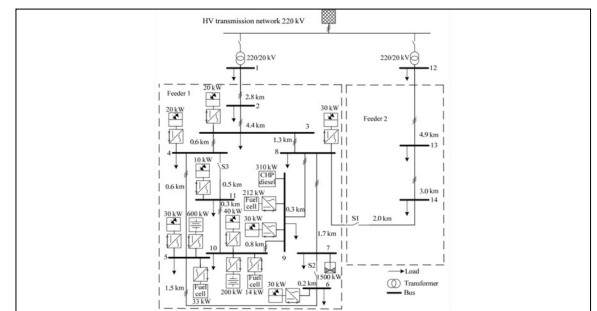 HV transmission network 220 kV
220/20 kV
220/20 kV
1
12
Feeder 1
20 kW
2.8 km
2
20 kW
4.4 km
3
30 kW
Feeder 2
4.9 km
0.6 km
1.3 km
13
4
8
S3
310 kW
10 kW
CHP
diesel
0.6 km
0.5 km
212 kW
3.0 km
11
Fuel
cell
0.3 km
0.3 km
14
30 kW
600 kW
40 kW
30 kW
S1
2.0 km
1.7 km
0.8 km
5
10
9
7
S2
Load
1500 kW
Transformer
1.5 km
Fuel
cell
Fuel
cell
30 kW
0.2 km
6
Bus
33 kW
200 kW
14 kW